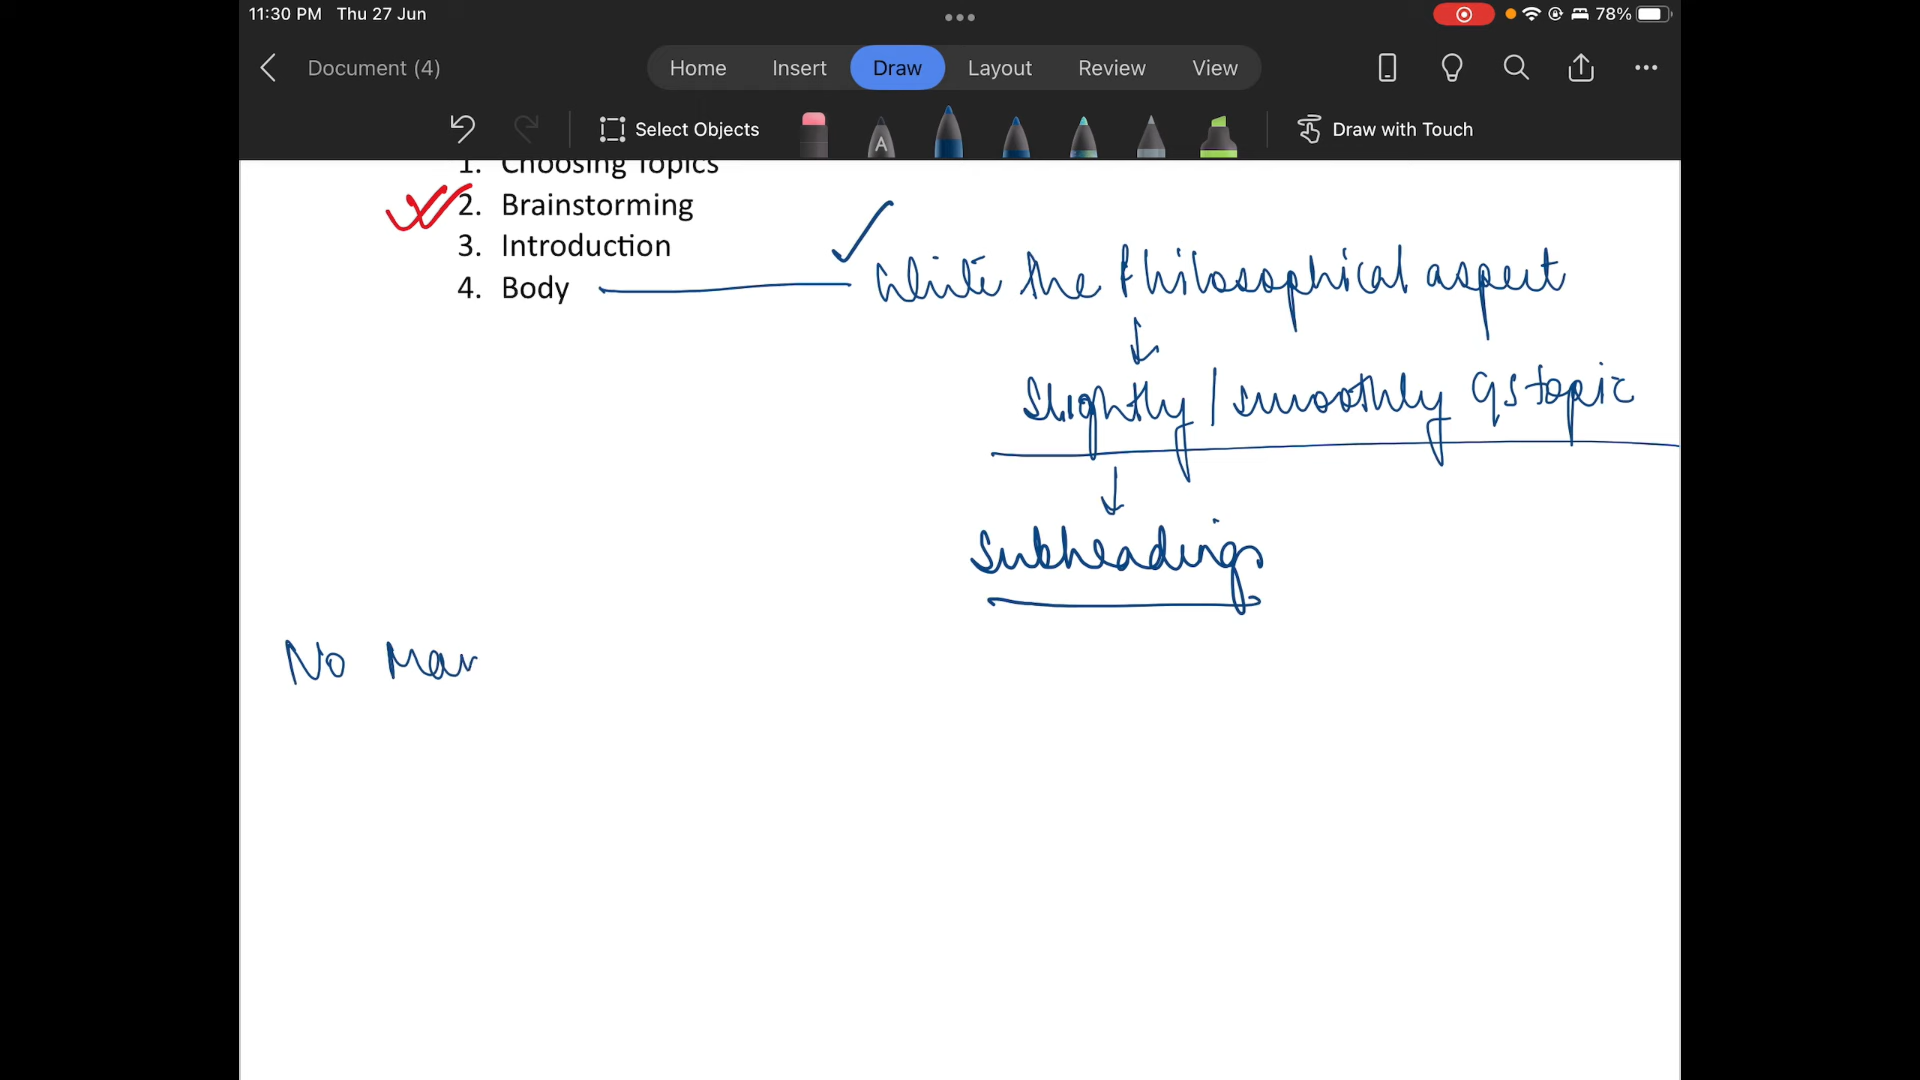 11:30 PM Thu 27 Jun 78%
Document (4) Home Insert Draw Layout Review View
Select Objects A Draw with Touch
1. Choosing Topics
2. Brainstorming
3. Introduction
4. Body Write the Philosophical aspect
Slightly / smoothly GS topic
Subheadings
No Man